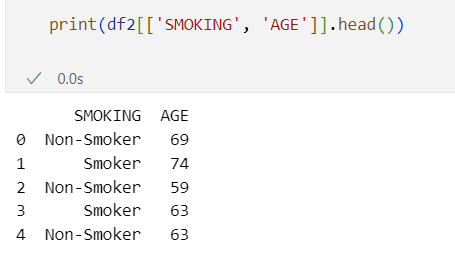 print(df2[['SMOKING', 'AGE']].head())
✓ 0.0s
SMOKING AGE
0 Non-Smoker 69
1 Smoker 74
2 Non-Smoker 59
3 Smoker 63
4 Non-Smoker 63